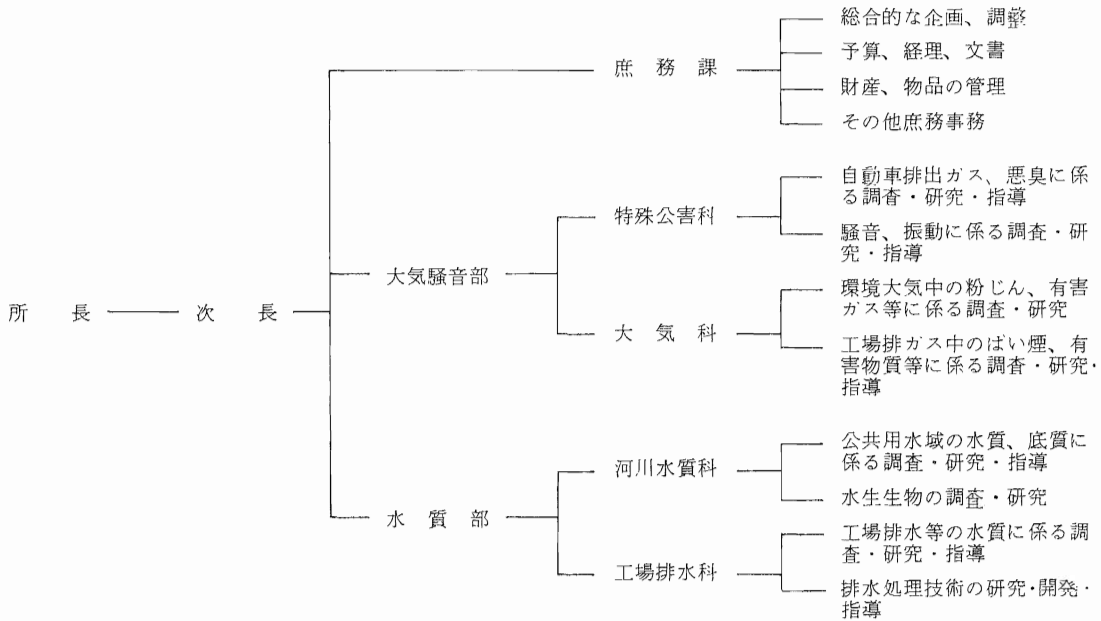 総合的な企画、調整
予算、経理、文書
庶務課
財産、物品の管理
その他庶務事務
自動車排出ガス、悪臭に係
る調査・研究・指導
特殊公害科
騒音、振動に係る調査・研
究・指導
大気騒音部
環境大気中の粉じん、有害
ガス等に係る調査・研究
所長
次長
大気科
工場排ガス中のばい煙、有
害物質等に係る調査・研究・
指導
公共用水域の水質、底質に
係る調査・研究・指導
河川水質科
水生生物の調査・研究
水質部
工場排水等の水質に係る調
査・研究・指導
工場排水科
排水処理技術の研究・開発・
指導